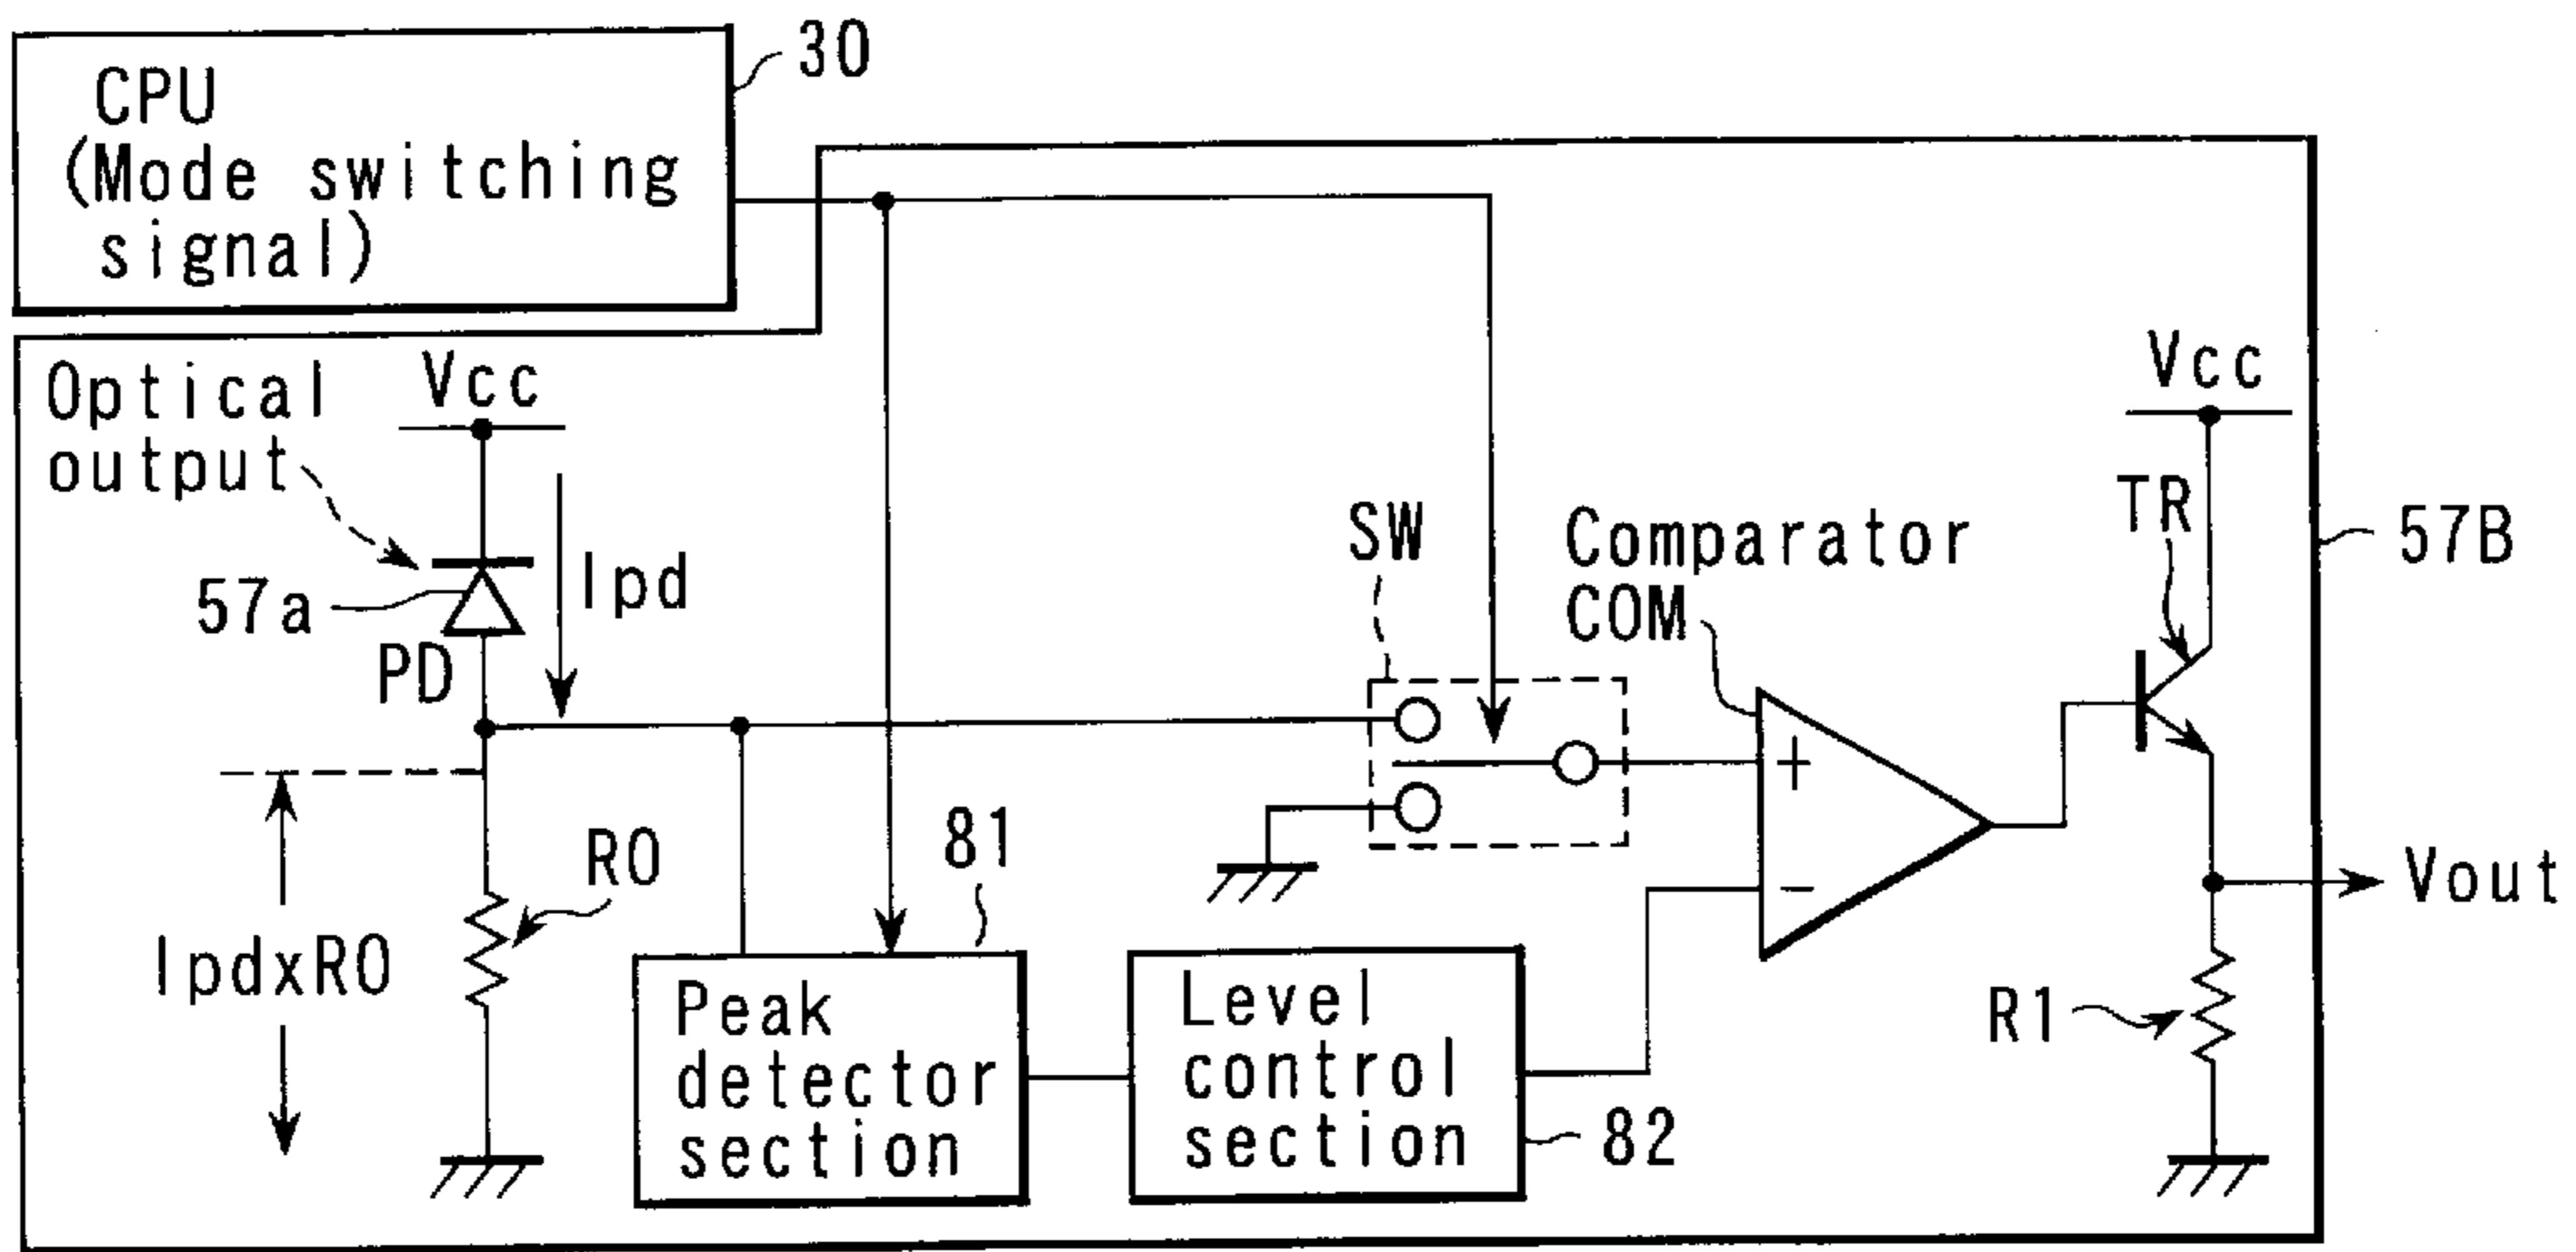 CPU
(Mode switching
signal)
30
Optical
output
Vcc
57a
PD
Ipd
IpdxR0
R0
81
Peak
detector
section
Level
control
section
82
SW
Comparator
COM
+
−
Vcc
TR
57B
Vout
R1